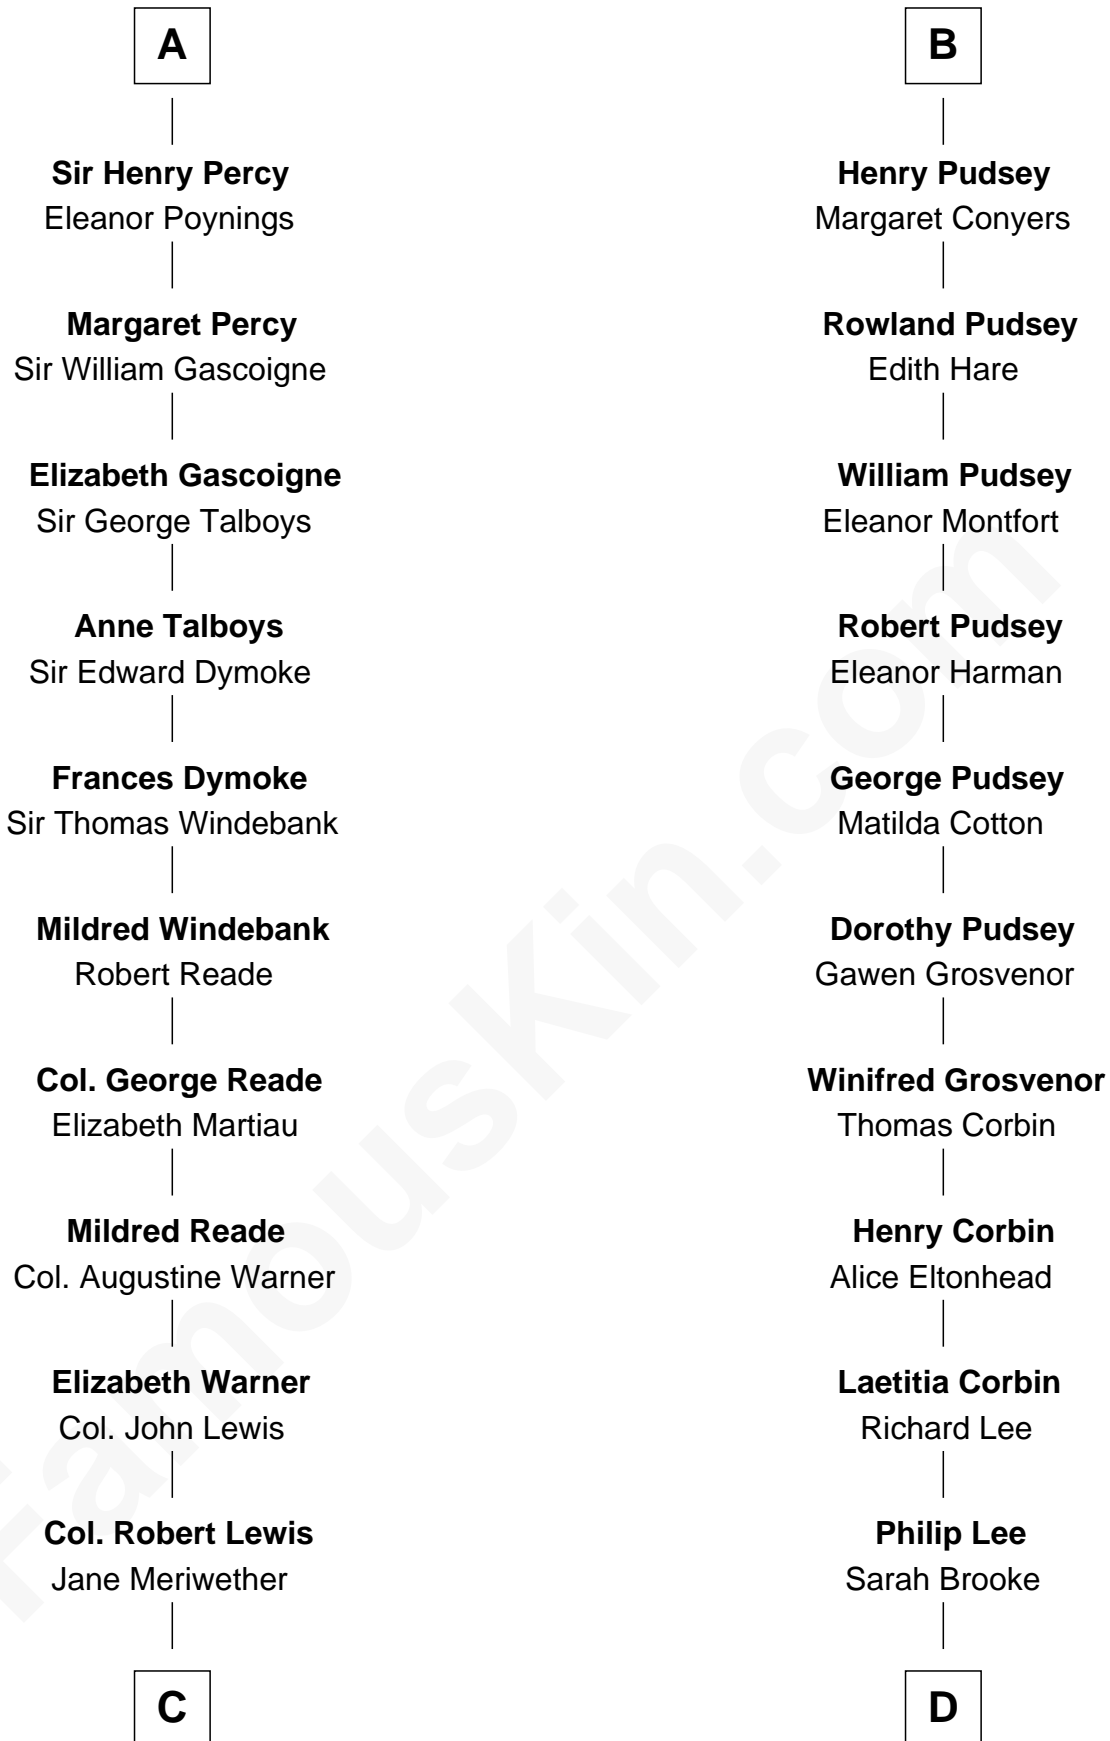 A
Sir Henry Percy
Eleanor Poynings
Margaret Percy
Sir William Gascoigne
Elizabeth Gascoigne
Sir George Talboys
Anne Talboys
Sir Edward Dymoke
Frances Dymoke
Sir Thomas Windebank
Mildred Windebank
Robert Reade
Col. George Reade
Elizabeth Martiau
Mildred Reade
Col. Augustine Warner
Elizabeth Warner
Col. John Lewis
Col. Robert Lewis
Jane Meriwether
C
B
Henry Pudsey
Margaret Conyers
Rowland Pudsey
Edith Hare
William Pudsey
Eleanor Montfort
Robert Pudsey
Eleanor Harman
George Pudsey
Matilda Cotton
Dorothy Pudsey
Gawen Grosvenor
Winifred Grosvenor
Thomas Corbin
Henry Corbin
Alice Eltonhead
Laetitia Corbin
Richard Lee
Philip Lee
Sarah Brooke
D
FamousKin.com